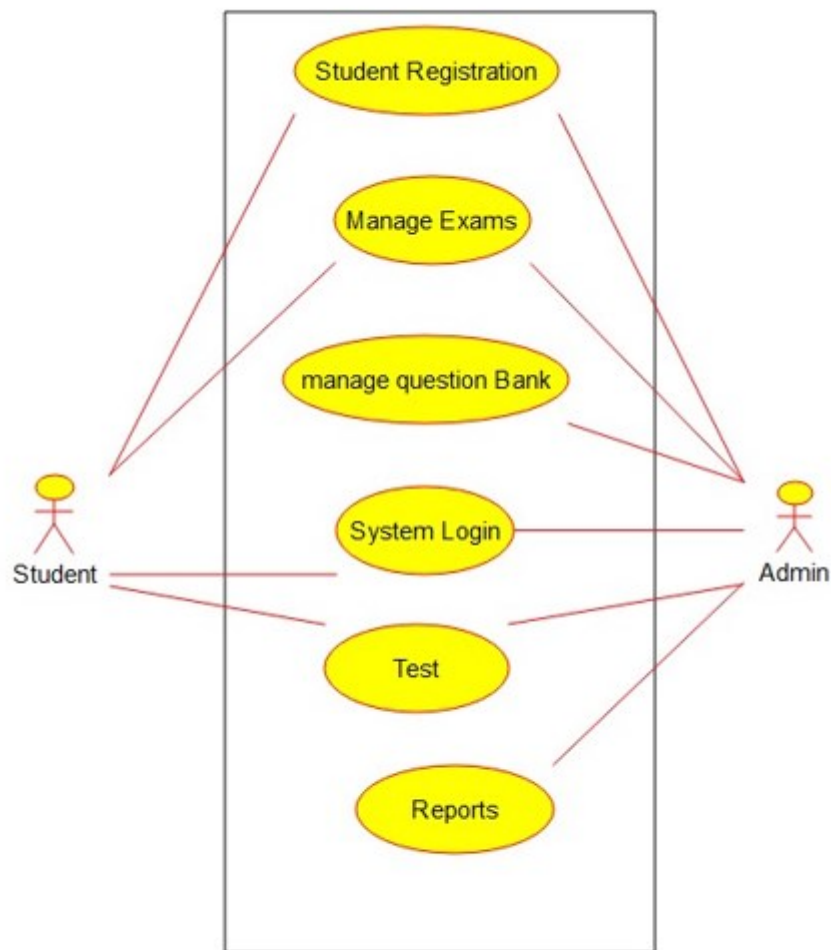 Student Registration
Manage Exams
manage question Bank
System Login
Student
Admin
Test
Reports